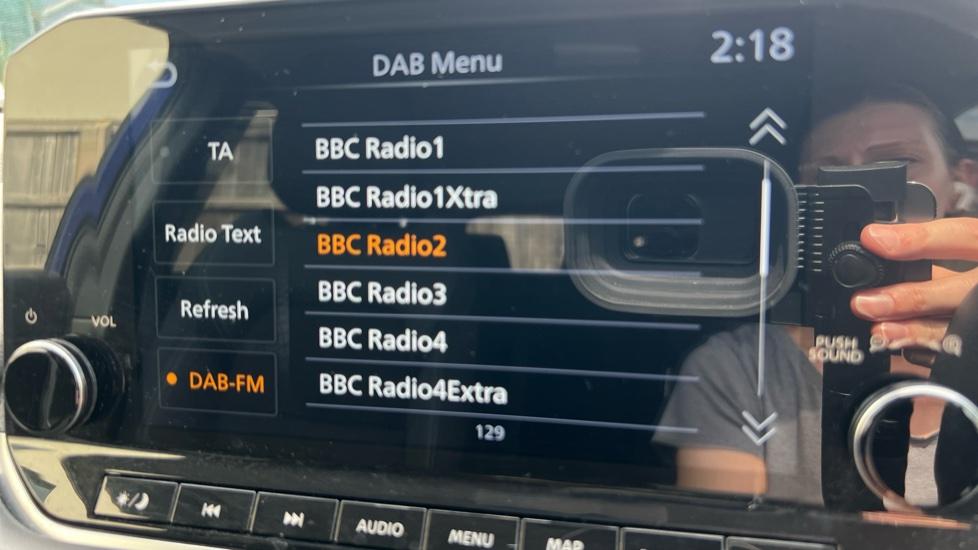 DAB Menu
2:18
TA
BBC Radio1
BBC Radio1Xtra
Radio Text
BBC Radio2
BBC Radio3
Refresh
BBC Radio4
DAB-FM
BBC Radio4Extra
129
VOL
PUSH
SOUND
AUDIO
MENU
MAP